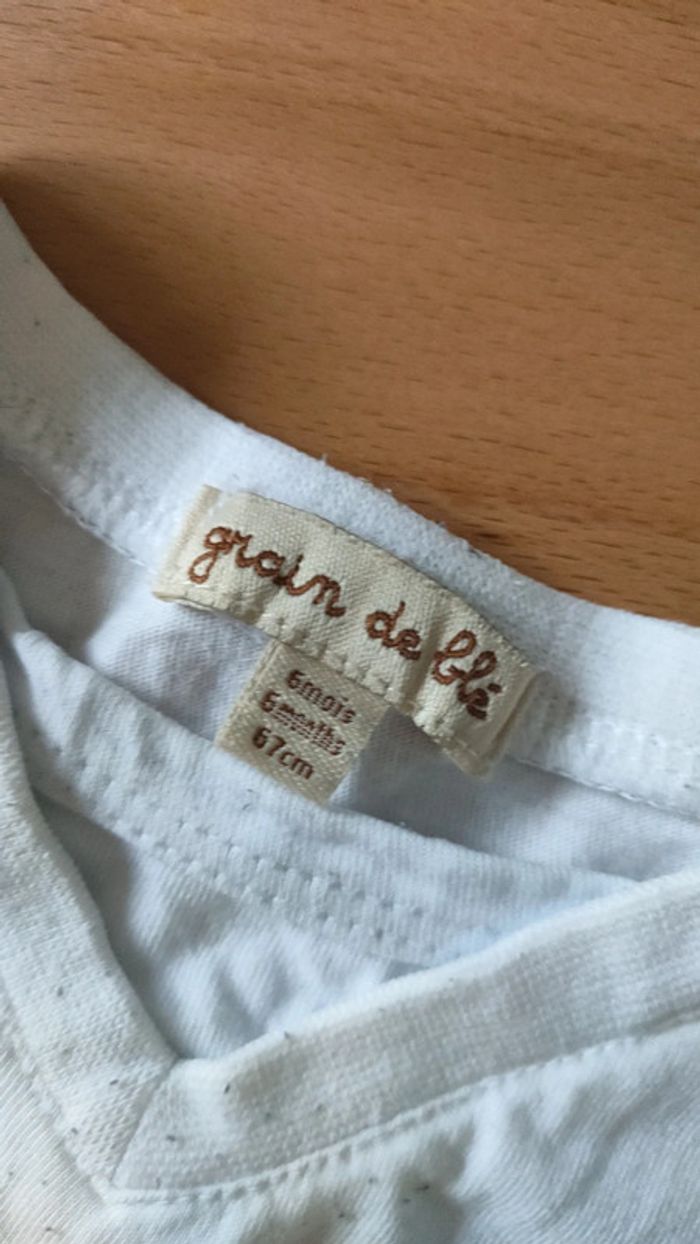 grain de blé
6mois
6months
67cm